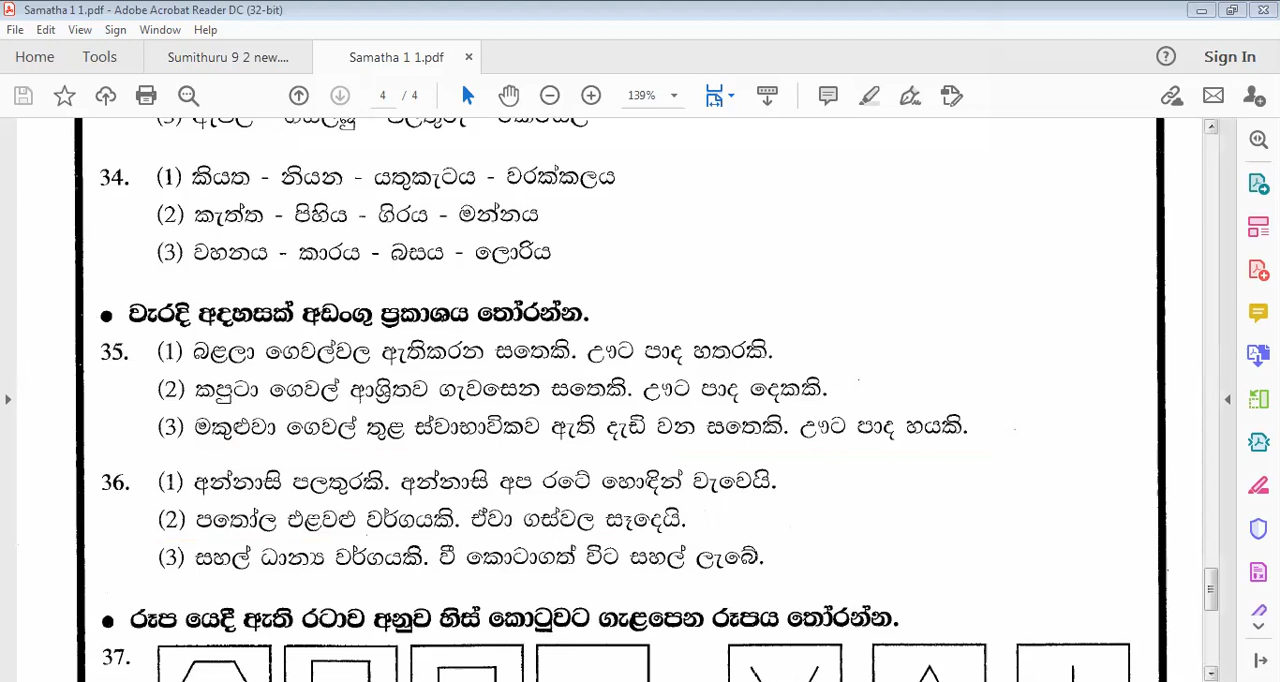 Samatha 1 1.pdf - Adobe Acrobat Reader DC (32-bit)
File Edit View Sign Window Help
Home Tools Sumithuru 9 2 new.... Samatha 1 1.pdf × Sign In
4 / 4 139%
34. (1) කියත - නියන - යතුකැටය - වරක්කලය
(2) කැත්ත - පිහිය - ගිරය - මන්නය
(3) වහනය - කාරය - බසය - ලොරිය
• වැරදි අදහසක් අඩංගු ප්‍රකාශය තෝරන්න.
35. (1) බළලා ගෙවල්වල ඇතිකරන සතෙකි. ඌට පාද හතරකි.
(2) කපුටා ගෙවල් ආශ්‍රිතව ගැවසෙන සතෙකි. ඌට පාද දෙකකි.
(3) මකුළුවා ගෙවල් තුළ ස්වාභාවිකව ඇති දැඩි වන සතෙකි. ඌට පාද හයකි.
36. (1) අන්නාසි පලතුරකි. අන්නාසි අප රටේ හොඳින් වැවෙයි.
(2) පතෝල එළවළු වර්ගයකි. ඒවා ගස්වල සෑදෙයි.
(3) සහල් ධාන්‍ය වර්ගයකි. වී කොටාගත් විට සහල් ලැබේ.
• රූප යෙදී ඇති රටාව අනුව හිස් කොටුවට ගැළපෙන රූපය තෝරන්න.
37.